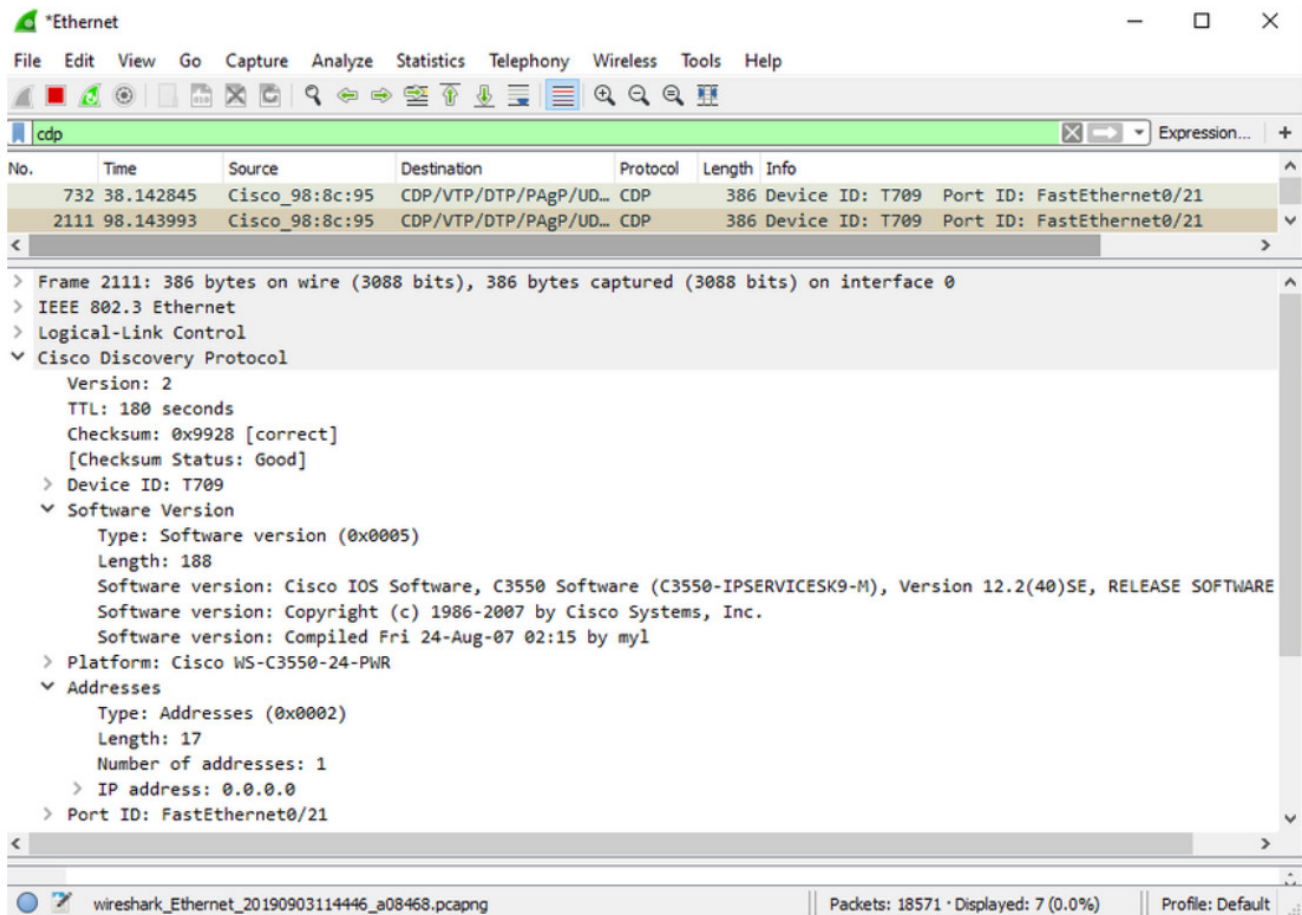 *Ethernet
File Edit View Go Capture Analyze Statistics Telephony Wireless Tools Help
cdp
Expression... +
No. Time Source Destination Protocol Length Info
732 38.142845 Cisco_98:8c:95 CDP/VTP/DTP/PAgP/UD… CDP 386 Device ID: T709 Port ID: FastEthernet0/21
2111 98.143993 Cisco_98:8c:95 CDP/VTP/DTP/PAgP/UD… CDP 386 Device ID: T709 Port ID: FastEthernet0/21
Frame 2111: 386 bytes on wire (3088 bits), 386 bytes captured (3088 bits) on interface 0
IEEE 802.3 Ethernet
Logical-Link Control
Cisco Discovery Protocol
Version: 2
TTL: 180 seconds
Checksum: 0x9928 [correct]
[Checksum Status: Good]
Device ID: T709
Software Version
Type: Software version (0x0005)
Length: 188
Software version: Cisco IOS Software, C3550 Software (C3550-IPSERVICESK9-M), Version 12.2(40)SE, RELEASE SOFTWARE
Software version: Copyright (c) 1986-2007 by Cisco Systems, Inc.
Software version: Compiled Fri 24-Aug-07 02:15 by myl
Platform: Cisco WS-C3550-24-PWR
Addresses
Type: Addresses (0x0002)
Length: 17
Number of addresses: 1
IP address: 0.0.0.0
Port ID: FastEthernet0/21
wireshark_Ethernet_20190903114446_a08468.pcapng Packets: 18571 · Displayed: 7 (0.0%) Profile: Default